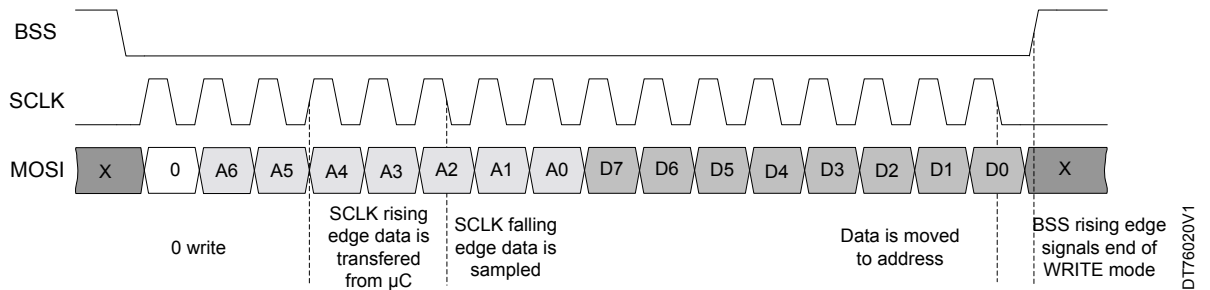 BSS
SCLK
MOSI
X 0 A6 A5 A4 A3 A2 A1 A0 D7 D6 D5 D4 D3 D2 D1 D0 X
0 write
SCLK rising
edge data is
transfered
from µC
SCLK falling
edge data is
sampled
Data is moved
to address
BSS rising edge
signals end of
WRITE mode
DT76020V1